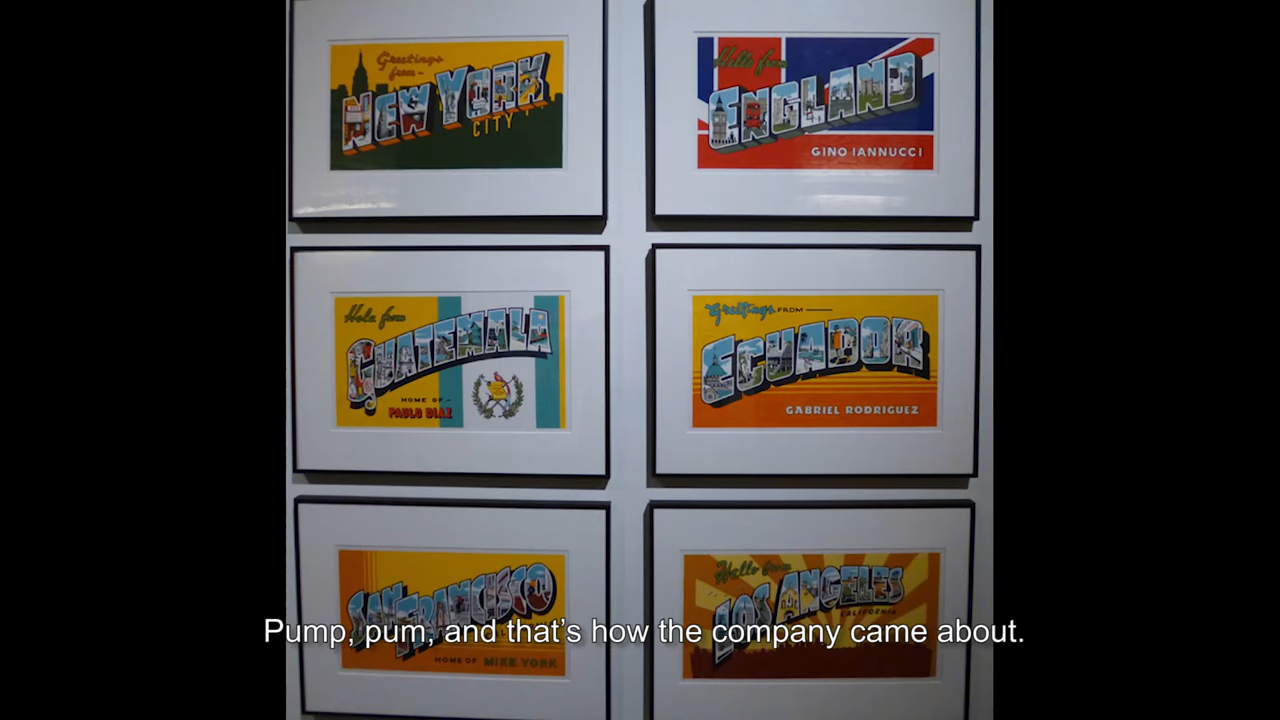 Greetings
from-
NEW YORK
CITY
Hello from
ENGLAND
GINO IANNUCCI
Hola from
GUATEMALA
HOME OF-
PAULO DIAZ
Greetings FROM
ECUADOR
GABRIEL RODRIGUEZ
SAN FRANCISCO
HOME OF MIKE YORK
Hello from
LOS ANGELES
CALIFORNIA
Pump, pum, and that's how the company came about.